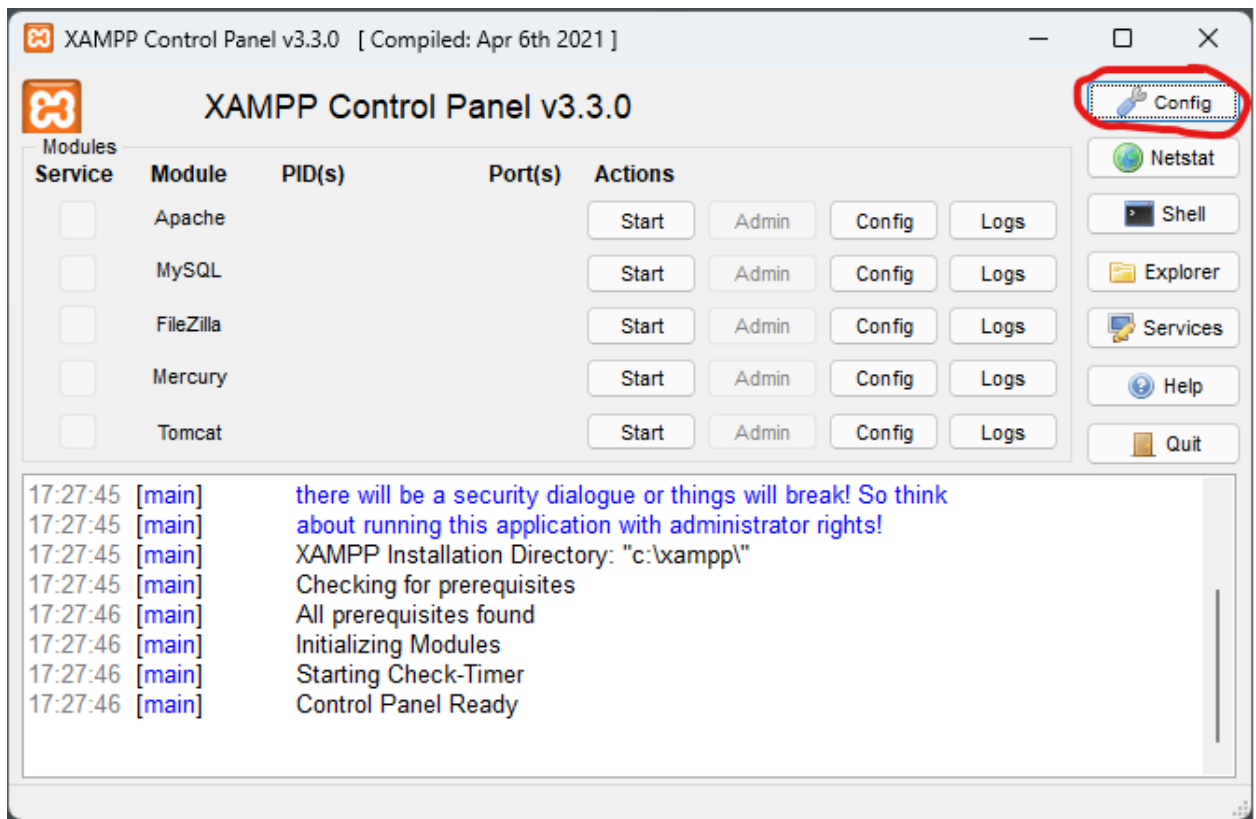 XAMPP Control Panel v3.3.0 [ Compiled: Apr 6th 2021 ]
XAMPP Control Panel v3.3.0
Config
Modules
Netstat
Service Module PID(s) Port(s) Actions
Apache Start Admin Config Logs
Shell
MySQL Start Admin Config Logs
Explorer
FileZilla Start Admin Config Logs
Services
Mercury Start Admin Config Logs
Help
Tomcat Start Admin Config Logs
Quit
17:27:45 [main] there will be a security dialogue or things will break! So think
17:27:45 [main] about running this application with administrator rights!
17:27:45 [main] XAMPP Installation Directory: "c:\xampp\"
17:27:45 [main] Checking for prerequisites
17:27:46 [main] All prerequisites found
17:27:46 [main] Initializing Modules
17:27:46 [main] Starting Check-Timer
17:27:46 [main] Control Panel Ready